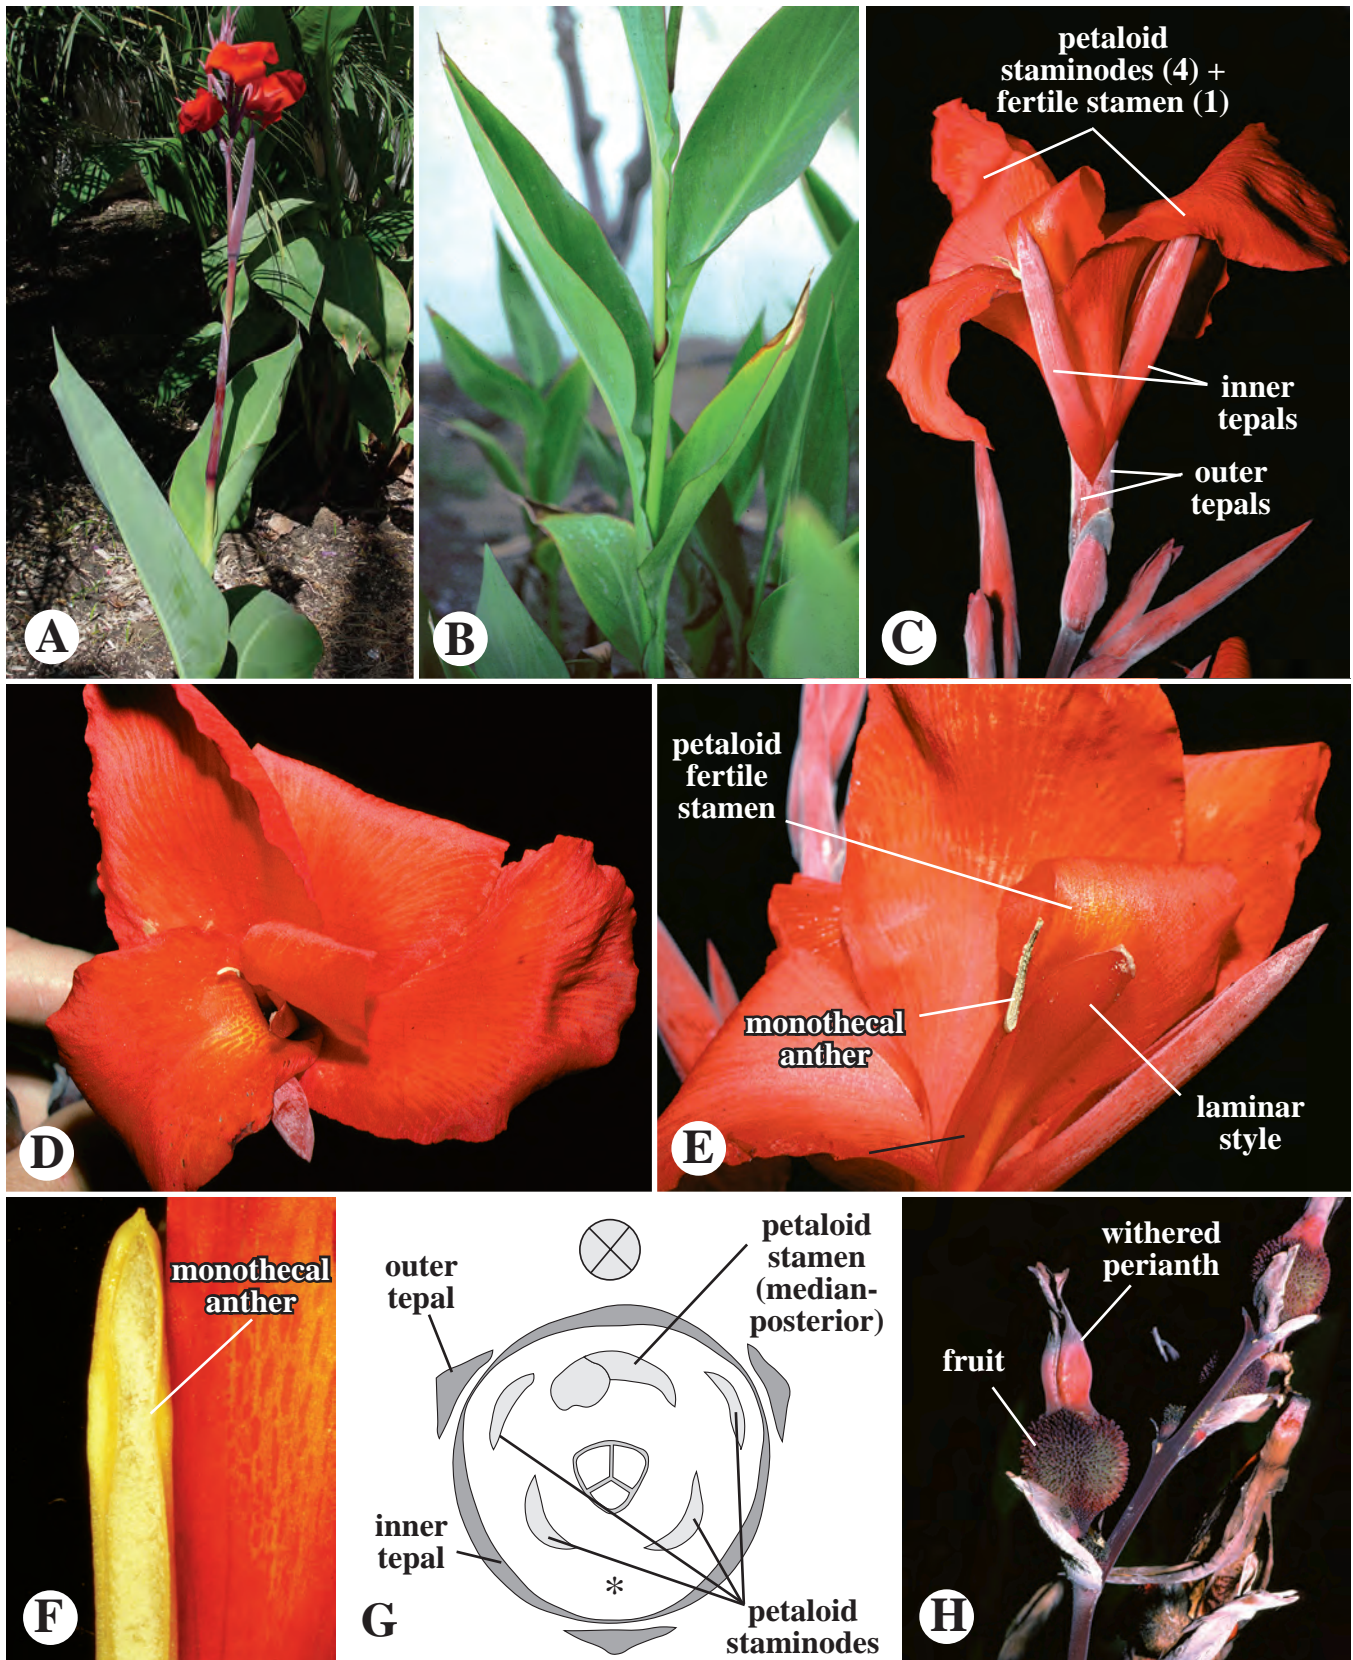 A
B
petaloid
staminodes (4) +
fertile stamen (1)
inner
tepals
outer
tepals
C
D
petaloid
fertile
stamen
monothecal
anther
laminar
style
E
monothecal
anther
F
outer
tepal
petaloid
stamen
(median-
posterior)
inner
tepal
*
petaloid
staminodes
G
withered
perianth
fruit
H